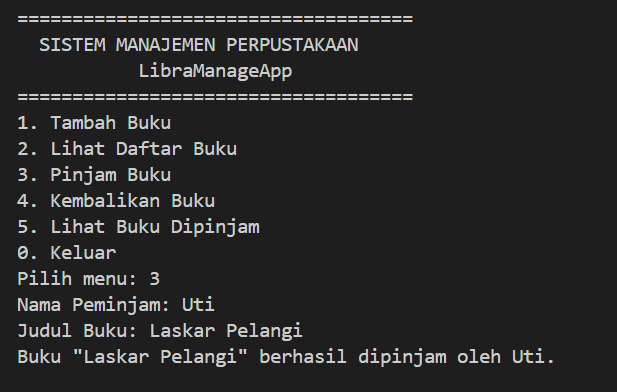 ====================================
SISTEM MANAJEMEN PERPUSTAKAAN
LibraManageApp
====================================
1. Tambah Buku
2. Lihat Daftar Buku
3. Pinjam Buku
4. Kembalikan Buku
5. Lihat Buku Dipinjam
0. Keluar
Pilih menu: 3
Nama Peminjam: Uti
Judul Buku: Laskar Pelangi
Buku "Laskar Pelangi" berhasil dipinjam oleh Uti.